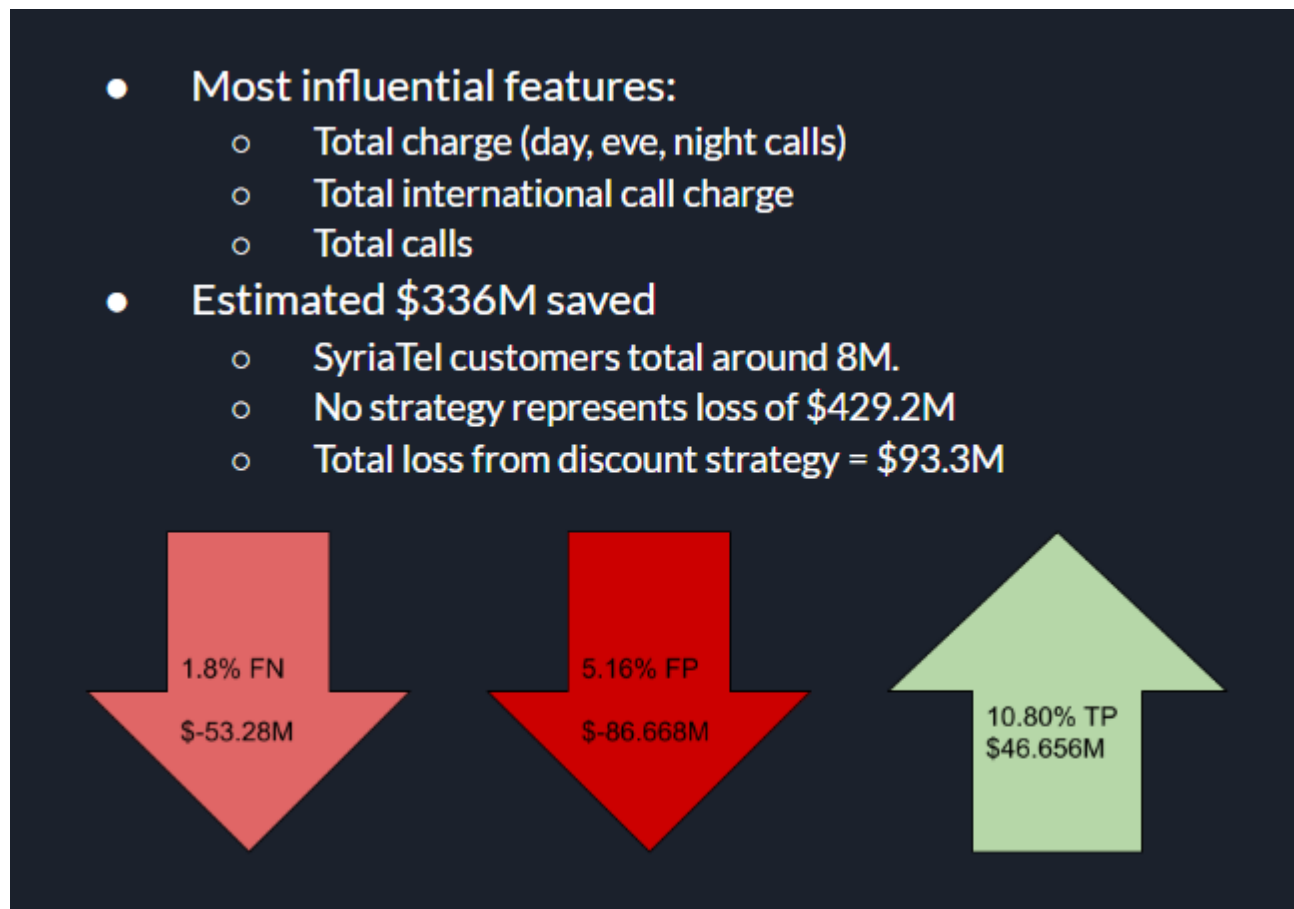 ● Most influential features:
○ Total charge (day, eve, night calls)
○ Total international call charge
○ Total calls
● Estimated $336M saved
○ SyriaTel customers total around 8M.
○ No strategy represents loss of $429.2M
○ Total loss from discount strategy = $93.3M
1.8% FN
$-53.28M
5.16% FP
$-86.668M
10.80% TP
$46.656M